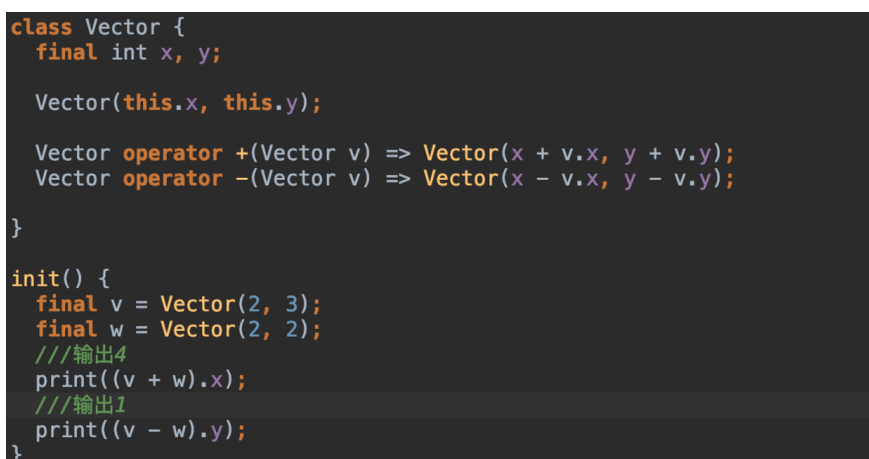 class Vector {
  final int x, y;

  Vector(this.x, this.y);

  Vector operator +(Vector v) => Vector(x + v.x, y + v.y);
  Vector operator -(Vector v) => Vector(x - v.x, y - v.y);

}

init() {
  final v = Vector(2, 3);
  final w = Vector(2, 2);
  ///输出4
  print((v + w).x);
  ///输出1
  print((v - w).y);
}